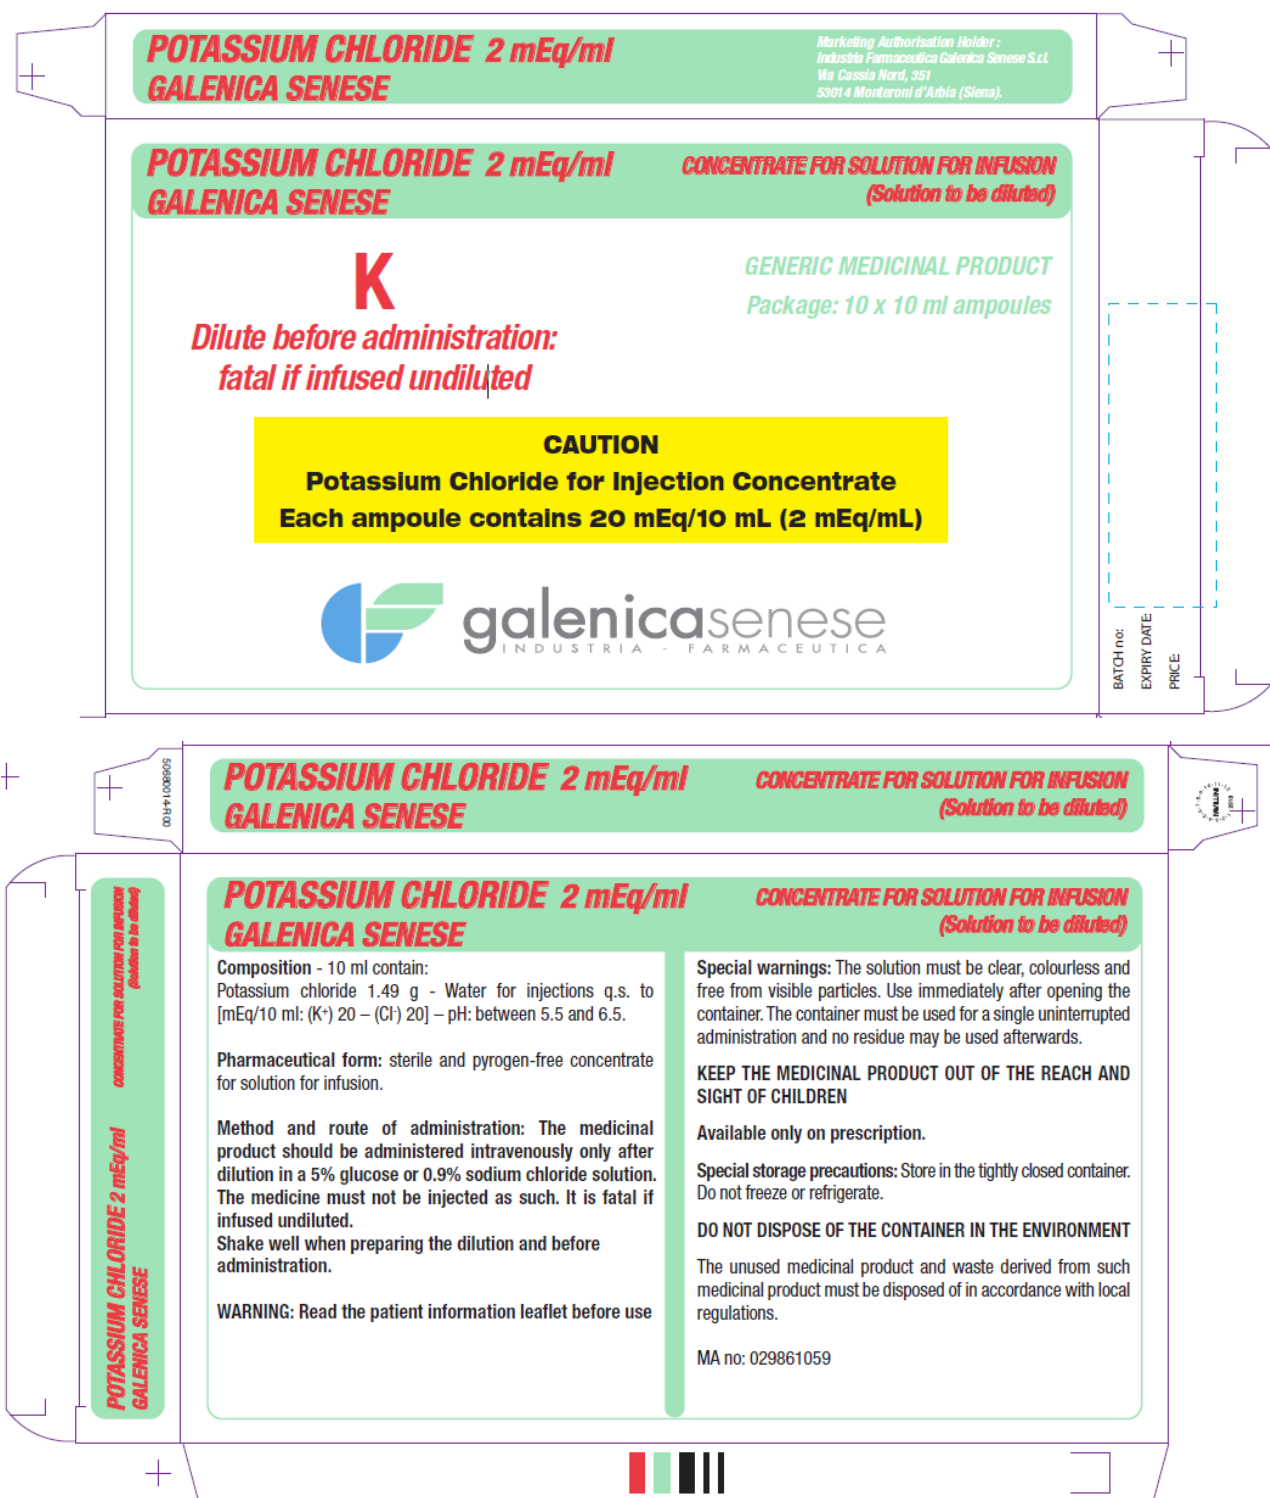 POTASSIUM CHLORIDE 2 mEq/ml
GALENICA SENESE
Marketing Authorisation Holder :
Industria Farmaceutica Galenica Senese S.r.l.
Via Cassia Nord, 351
53014 Monteroni d'Arbia (Siena).
POTASSIUM CHLORIDE 2 mEq/ml
GALENICA SENESE
CONCENTRATE FOR SOLUTION FOR INFUSION
(Solution to be diluted)
K
Dilute before administration:
fatal if infused undiluted
GENERIC MEDICINAL PRODUCT
Package: 10 x 10 ml ampoules
CAUTION
Potassium Chloride for Injection Concentrate
Each ampoule contains 20 mEq/10 mL (2 mEq/mL)
galenicasenese
INDUSTRIA - FARMACEUTICA
BATCH no:
EXPIRY DATE:
PRICE:
50680014-R00
POTASSIUM CHLORIDE 2 mEq/ml
GALENICA SENESE
CONCENTRATE FOR SOLUTION FOR INFUSION
(Solution to be diluted)
POTASSIUM CHLORIDE 2 mEq/ml
GALENICA SENESE
CONCENTRATE FOR SOLUTION FOR INFUSION
(Solution to be diluted)
POTASSIUM CHLORIDE 2 mEq/ml
GALENICA SENESE
CONCENTRATE FOR SOLUTION FOR INFUSION
(Solution to be diluted)
Composition - 10 ml contain:
Potassium chloride 1.49 g - Water for injections q.s. to
[mEq/10 ml: (K⁺) 20 – (Cl⁻) 20] – pH: between 5.5 and 6.5.
Pharmaceutical form: sterile and pyrogen-free concentrate
for solution for infusion.
Method and route of administration: The medicinal
product should be administered intravenously only after
dilution in a 5% glucose or 0.9% sodium chloride solution.
The medicine must not be injected as such. It is fatal if
infused undiluted.
Shake well when preparing the dilution and before
administration.
WARNING: Read the patient information leaflet before use
Special warnings: The solution must be clear, colourless and
free from visible particles. Use immediately after opening the
container. The container must be used for a single uninterrupted
administration and no residue may be used afterwards.
KEEP THE MEDICINAL PRODUCT OUT OF THE REACH AND
SIGHT OF CHILDREN
Available only on prescription.
Special storage precautions: Store in the tightly closed container.
Do not freeze or refrigerate.
DO NOT DISPOSE OF THE CONTAINER IN THE ENVIRONMENT
The unused medicinal product and waste derived from such
medicinal product must be disposed of in accordance with local
regulations.
MA no: 029861059